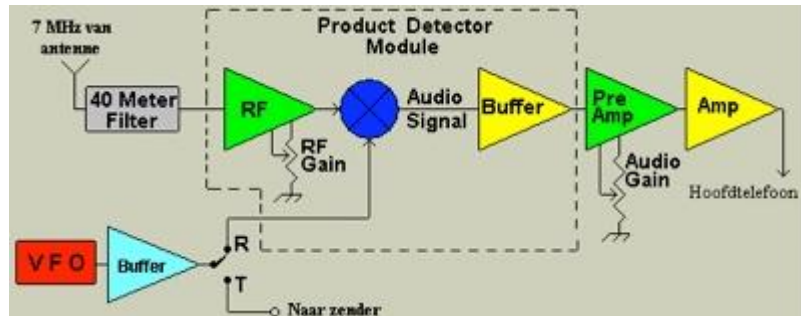 7 MHz van
antenne
Product Detector
Module
40 Meter
Filter
RF
RF
Gain
Audio
Signal
Buffer
Pre
Amp
Amp
Audio
Gain
Hoofdtelefoon
V F O
Buffer
R
T
Naar zender